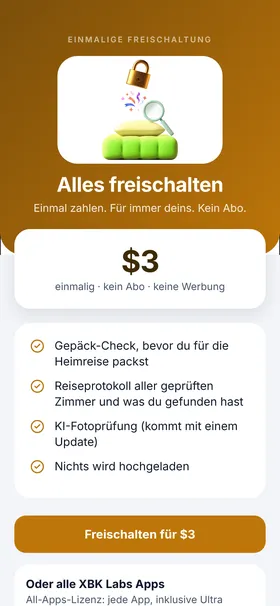 EINMALIGE FREISCHALTUNG
Alles freischalten
Einmal zahlen. Für immer deins. Kein Abo.
$3
einmalig · kein Abo · keine Werbung
Gepäck-Check, bevor du für die
Heimreise packst
Reiseprotokoll aller geprüften
Zimmer und was du gefunden hast
KI-Fotoprüfung (kommt mit einem
Update)
Nichts wird hochgeladen
Freischalten für $3
Oder alle XBK Labs Apps
All-Apps-Lizenz: jede App, inklusive Ultra